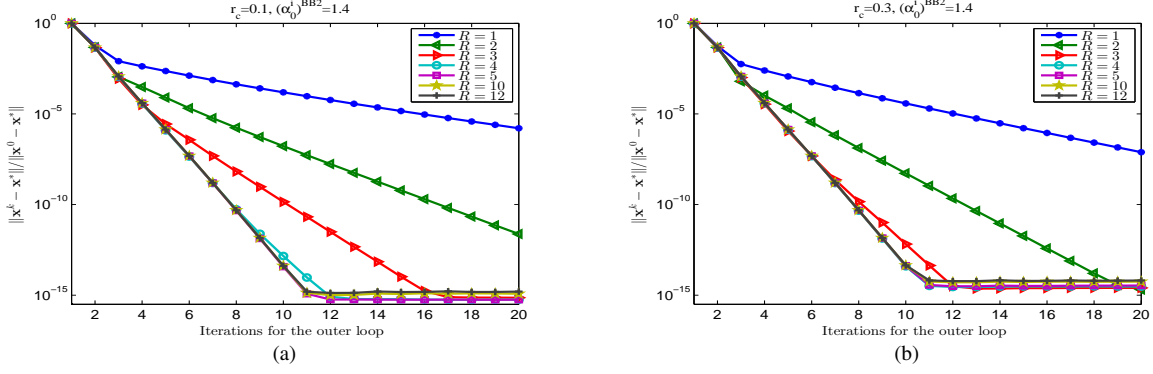 r_c=0.1, (α_0^i)^BB2=1.4
10^0
10^−5
10^−10
10^−15
‖x^k − x*‖/‖x^0 − x*‖
R = 1
R = 2
R = 3
R = 4
R = 5
R = 10
R = 12
2 4 6 8 10 12 14 16 18 20
Iterations for the outer loop
(a)
r_c=0.3, (α_0^i)^BB2=1.4
10^0
10^−5
10^−10
10^−15
‖x^k − x*‖/‖x^0 − x*‖
R = 1
R = 2
R = 3
R = 4
R = 5
R = 10
R = 12
2 4 6 8 10 12 14 16 18 20
Iterations for the outer loop
(b)